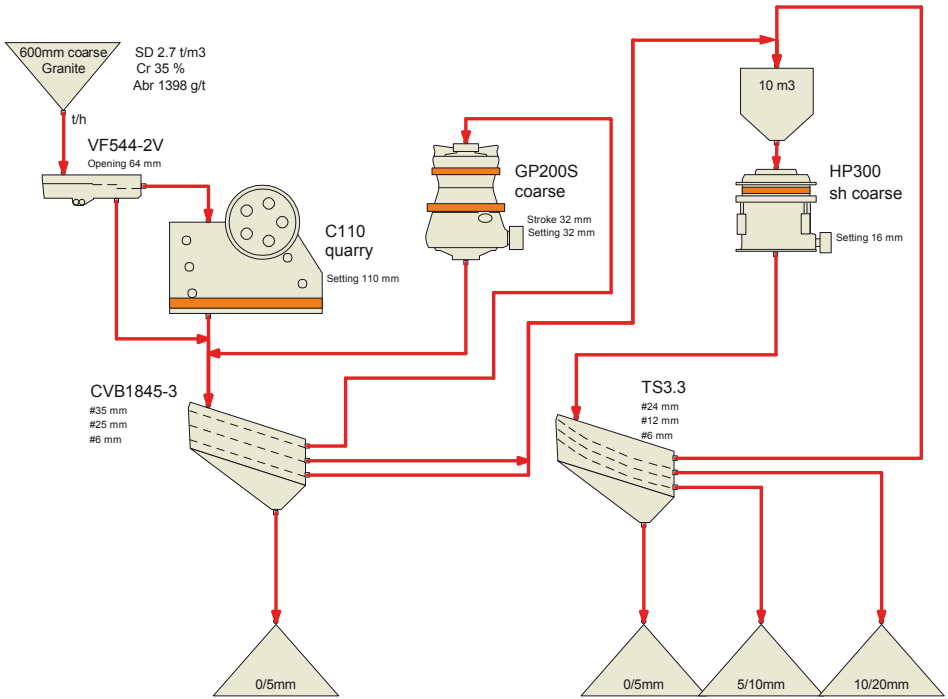 600mm coarse
Granite
SD 2.7 t/m3
Cr 35 %
Abr 1398 g/t
t/h
VF544-2V
Opening 64 mm
C110
quarry
Setting 110 mm
GP200S
coarse
Stroke 32 mm
Setting 32 mm
10 m3
HP300
sh coarse
Setting 16 mm
CVB1845-3
#35 mm
#25 mm
#6 mm
TS3.3
#24 mm
#12 mm
#6 mm
0/5mm
0/5mm
5/10mm
10/20mm